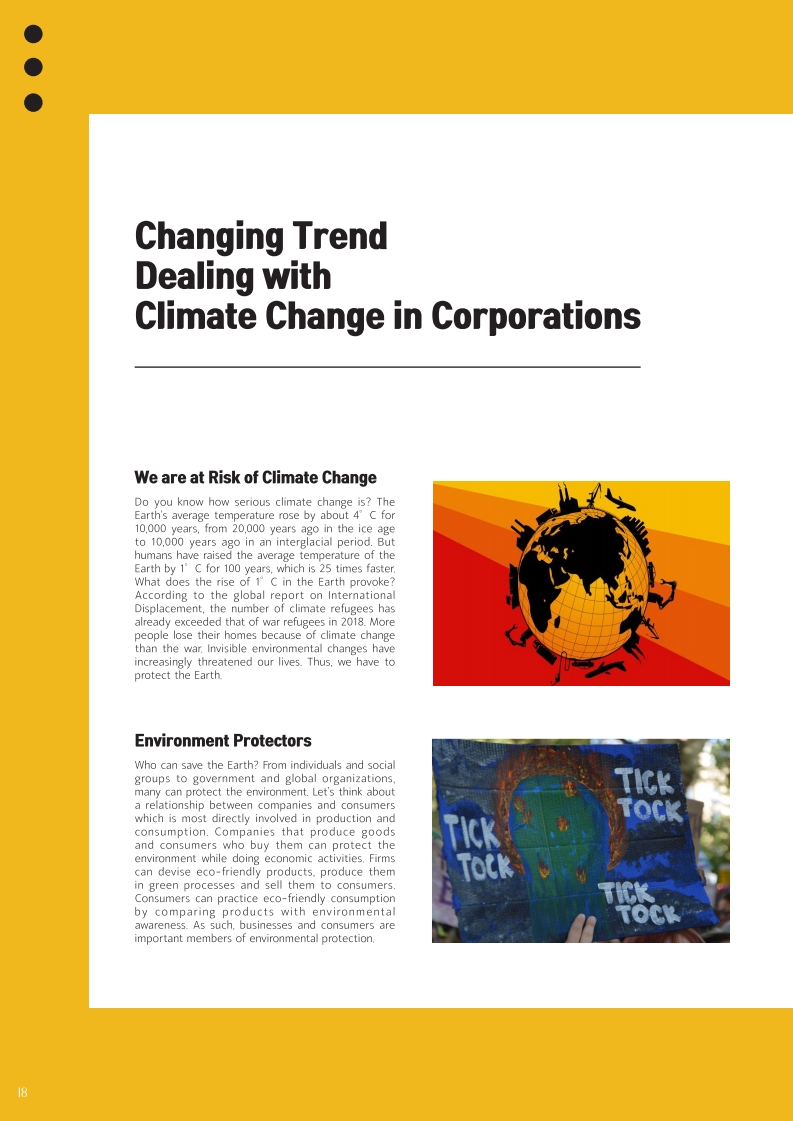 Changing Trend
Dealing with
Climate Change in Corporations
We are at Risk of Climate Change
Do you know how serious climate change is? The
Earth's average temperature rose by about 4°C for
10,000 years, from 20,000 years ago in the ice age
to 10,000 years ago in an interglacial period. But
humans have raised the average temperature of the
Earth by 1°C for 100 years, which is 25 times faster.
What does the rise of 1°C in the Earth provoke?
According to the global report on International
Displacement, the number of climate refugees has
already exceeded that of war refugees in 2018. More
people lose their homes because of climate change
than the war. Invisible environmental changes have
increasingly threatened our lives. Thus, we have to
protect the Earth.
Environment Protectors
Who can save the Earth? From individuals and social
groups to government and global organizations,
many can protect the environment. Let's think about
a relationship between companies and consumers
which is most directly involved in production and
consumption. Companies that produce goods
and consumers who buy them can protect the
environment while doing economic activities. Firms
can devise eco-friendly products, produce them
in green processes and sell them to consumers.
Consumers can practice eco-friendly consumption
by comparing products with environmental
awareness. As such, businesses and consumers are
important members of environmental protection.
TICK
TOCK
TICK
TOCK
TICK
TOCK
18